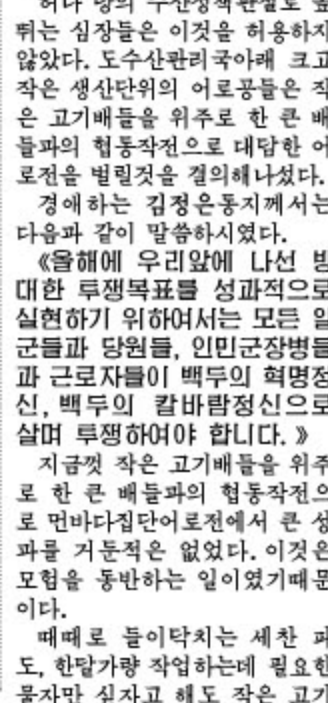 허나 당의 수산정책관철로
뛰는 심장들은 이것을 허용하지
않았다. 도수산관리국아래 크고
작은 생산단위의 어로공들은 작
은 고기배들을 위주로 한 큰 배
들파의 협동작전으로 대담한 어
로전을 벌릴것을 결의해나섰다.
경애하는 김정은동지께서는
다음과 같이 말씀하시였다.
《올해에 우리앞에 나선 방
대한 투쟁목표를 성과적으로
실현하기 위하여서는 모든 일
군들과 당원들, 인민군장병들
과 근로자들이 백두의 혁명정
신, 백두의 칼바람정신으로
살며 투쟁하여야 합니다. 》
지금껏 작은 고기배들을 위주
로 한 큰 배들과의 협동작전으
로 먼바다집단어로전에서 큰 성
과를 거둔적은 없었다. 이것은
모험을 동반하는 일이였기때문
이다.
때때로 들이닥치는 세찬 파
도, 한달가량 작업하는데 필요한
물자만 싣자고 해도 작은 고기